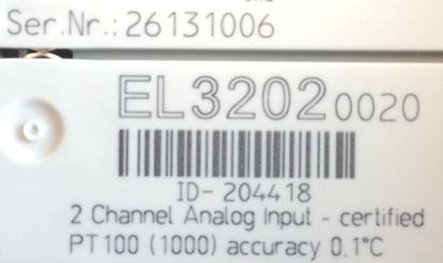 Ser.Nr.: 26131006
EL3202 0020
ID- 204418
2 Channel Analog Input - certified
PT100 (1000) accuracy 0.1°C